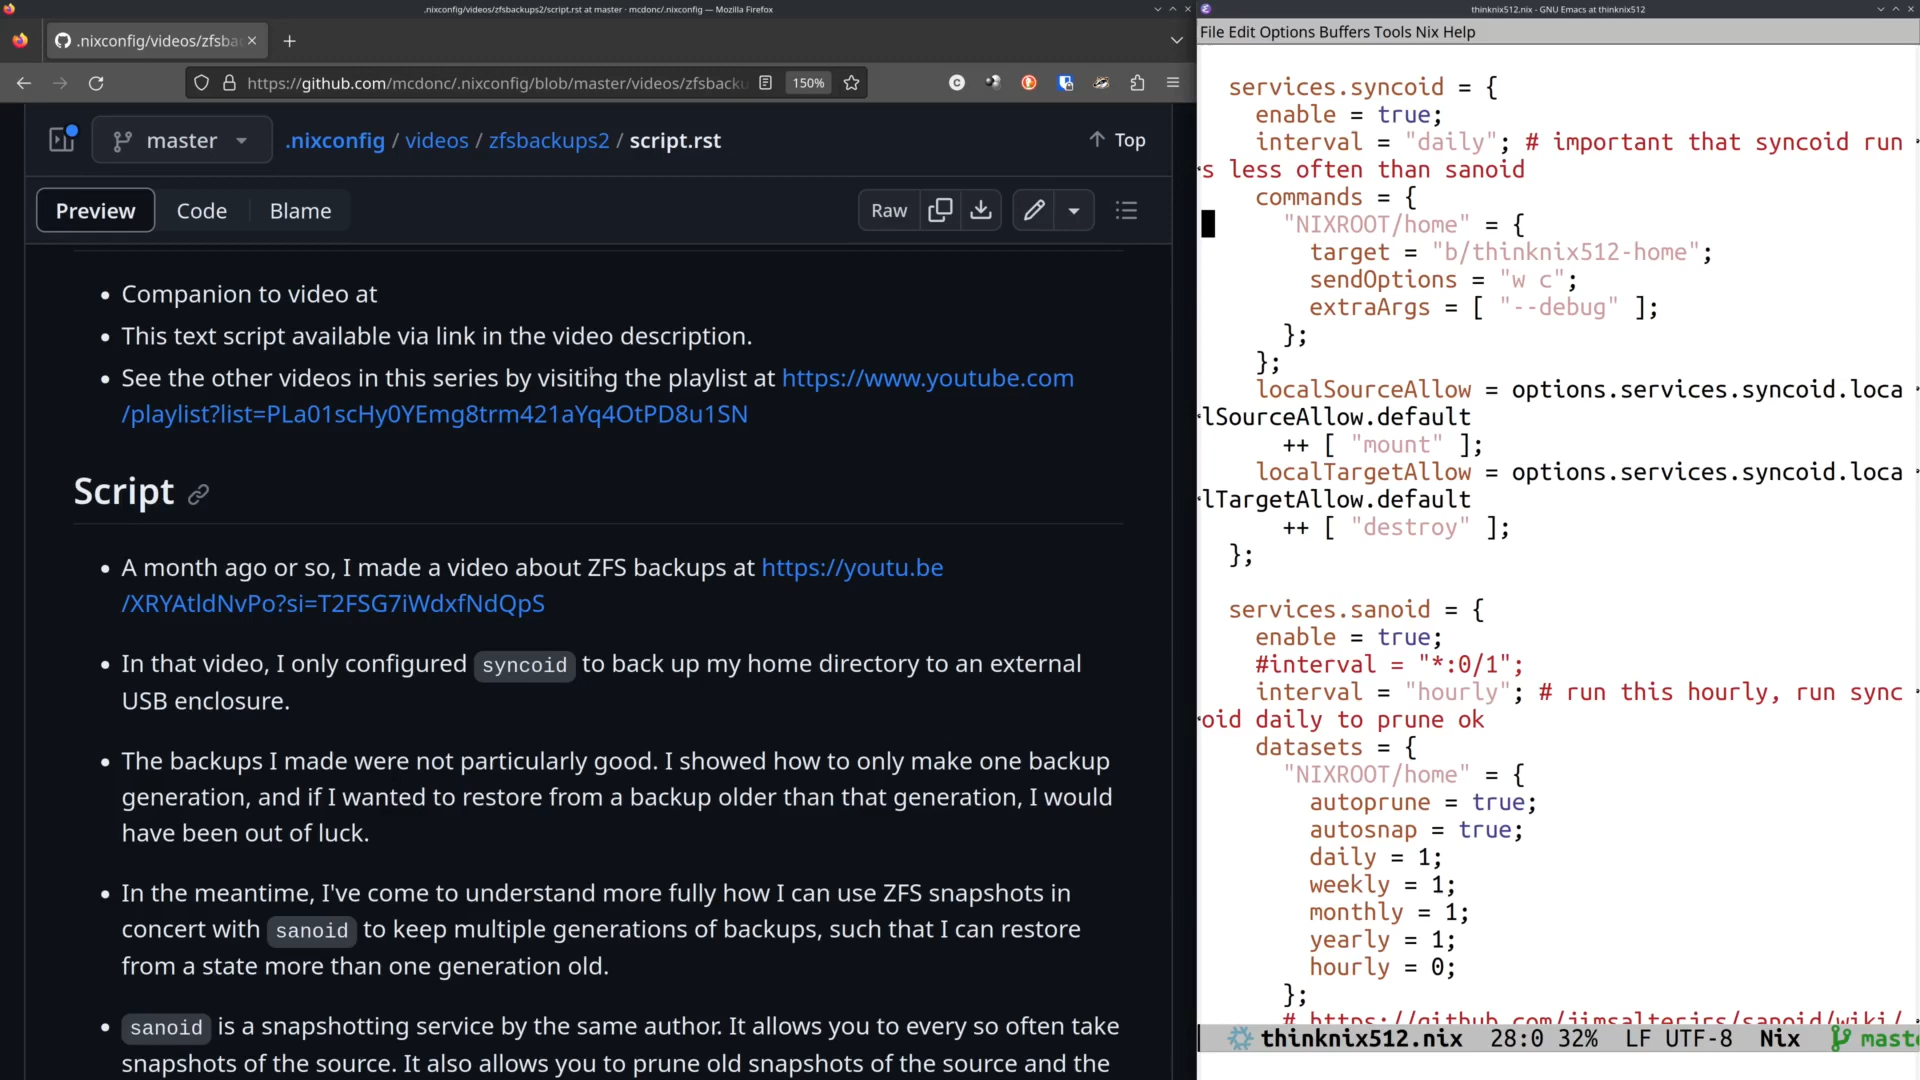 .nixconfig/videos/zfsbackups2/script.rst at master · mcdonc/.nixconfig — Mozilla Firefox
.nixconfig/videos/zfsba
https://github.com/mcdonc/.nixconfig/blob/master/videos/zfsbacku
150%
master
.nixconfig / videos / zfsbackups2 / script.rst
Top
Preview
Code
Blame
Raw
• Companion to video at
• This text script available via link in the video description.
• See the other videos in this series by visiting the playlist at https://www.youtube.com
/playlist?list=PLa01scHy0YEmg8trm421aYq4OtPD8u1SN
Script
• A month ago or so, I made a video about ZFS backups at https://youtu.be
/XRYAtldNvPo?si=T2FSG7iWdxfNdQpS
• In that video, I only configured syncoid to back up my home directory to an external
USB enclosure.
• The backups I made were not particularly good. I showed how to only make one backup
generation, and if I wanted to restore from a backup older than that generation, I would
have been out of luck.
• In the meantime, I've come to understand more fully how I can use ZFS snapshots in
concert with sanoid to keep multiple generations of backups, such that I can restore
from a state more than one generation old.
• sanoid is a snapshotting service by the same author. It allows you to every so often take
snapshots of the source. It also allows you to prune old snapshots of the source and the
thinknix512.nix - GNU Emacs at thinknix512
File Edit Options Buffers Tools Nix Help
services.syncoid = {
enable = true;
interval = "daily"; # important that syncoid run
s less often than sanoid
commands = {
"NIXROOT/home" = {
target = "b/thinknix512-home";
sendOptions = "w c";
extraArgs = [ "--debug" ];
};
};
localSourceAllow = options.services.syncoid.loca
lSourceAllow.default
++ [ "mount" ];
localTargetAllow = options.services.syncoid.loca
lTargetAllow.default
++ [ "destroy" ];
};
services.sanoid = {
enable = true;
#interval = "*:0/1";
interval = "hourly"; # run this hourly, run sync
oid daily to prune ok
datasets = {
"NIXROOT/home" = {
autoprune = true;
autosnap = true;
daily = 1;
weekly = 1;
monthly = 1;
yearly = 1;
hourly = 0;
};
# https://github.com/jimsalterjrs/sanoid/wiki/
thinknix512.nix 28:0 32% LF UTF-8 Nix maste